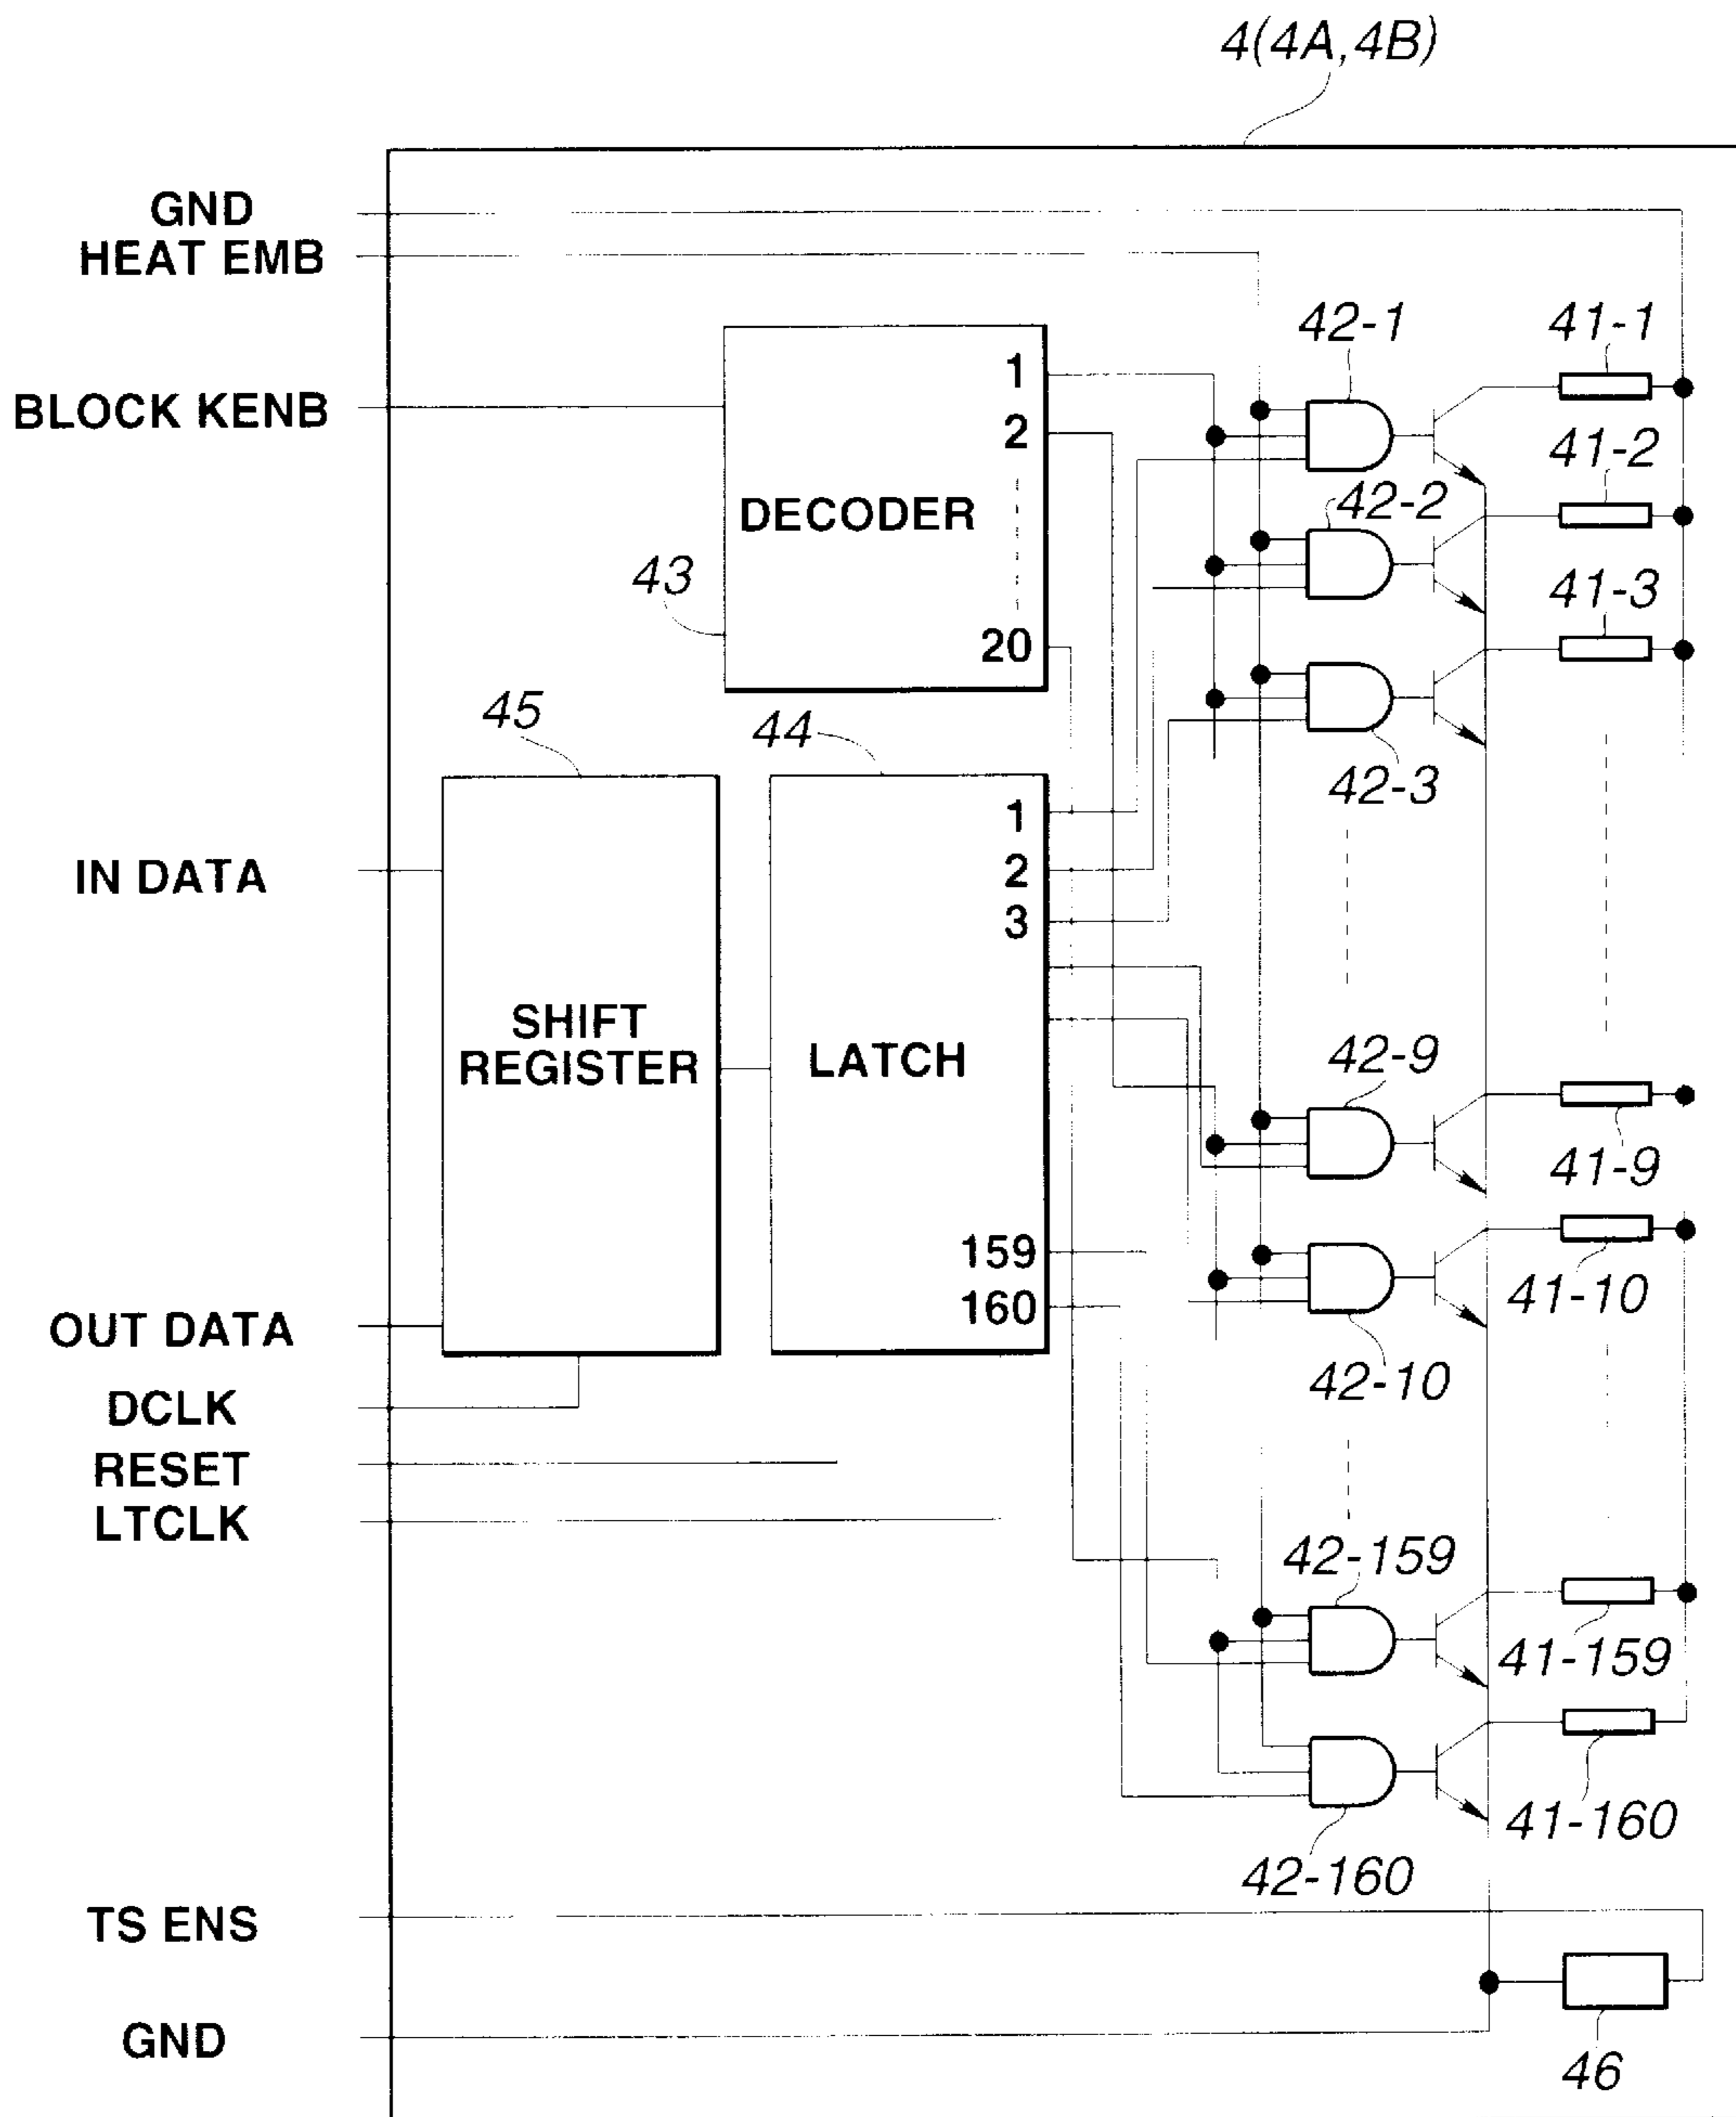 4(4A,4B)
GND
HEAT EMB
42-1
41-1
1
BLOCK KENB
2
41-2
42-2
DECODER
43
41-3
20
45
44
42-3
1
IN DATA
2
3
SHIFT
REGISTER
LATCH
42-9
41-9
159
41-10
160
OUT DATA
42-10
DCLK
RESET
LTCLK
42-159
41-159
41-160
42-160
TS ENS
GND
46